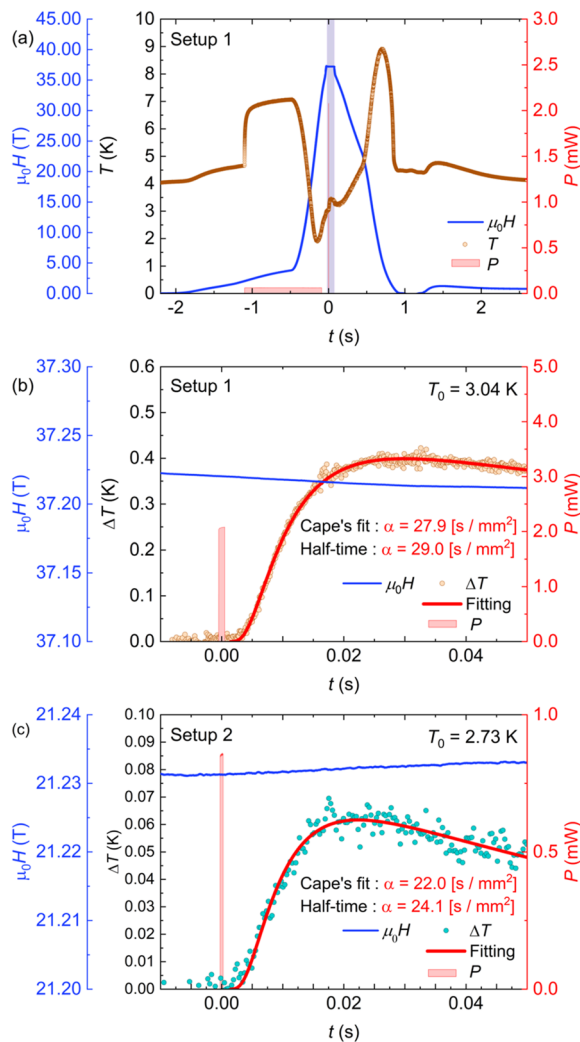 (a)
Setup 1
μ₀H (T)
45.00
40.00
35.00
30.00
25.00
20.00
15.00
10.00
5.00
0.00
T (K)
10
9
8
7
6
5
4
3
2
1
0
P (mW)
3.0
2.5
2.0
1.5
1.0
0.5
0.0
μ₀H
T
P
-2 -1 0 1 2
t (s)
(b)
Setup 1
T₀ = 3.04 K
μ₀H (T)
37.30
37.25
37.20
37.15
37.10
ΔT (K)
0.6
0.5
0.4
0.3
0.2
0.1
0.0
P (mW)
5.0
4.0
3.0
2.0
1.0
0.0
Cape's fit : α = 27.9 [s / mm²]
Half-time : α = 29.0 [s / mm²]
μ₀H ΔT
Fitting
P
0.00 0.02 0.04
t (s)
(c)
Setup 2
T₀ = 2.73 K
μ₀H (T)
21.24
21.23
21.22
21.21
21.20
ΔT (K)
0.10
0.09
0.08
0.07
0.06
0.05
0.04
0.03
0.02
0.01
0.00
P (mW)
1.0
0.5
0.0
Cape's fit : α = 22.0 [s / mm²]
Half-time : α = 24.1 [s / mm²]
μ₀H ΔT
Fitting
P
0.00 0.02 0.04
t (s)